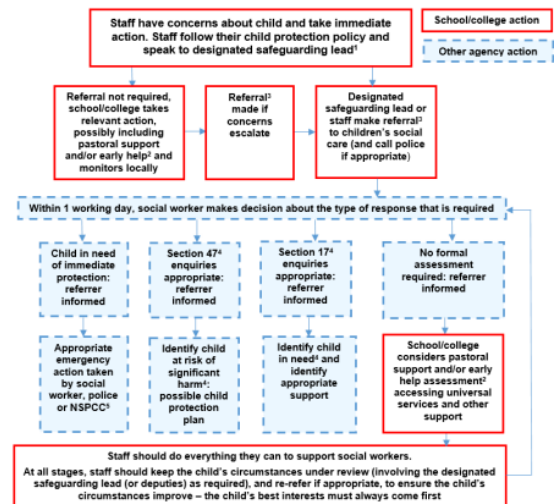 Staff have concerns about child and take immediate
action. Staff follow their child protection policy and
speak to designated safeguarding lead¹
School/college action
Other agency action
Referral not required,
school/college takes
relevant action,
possibly including
pastoral support
and/or early help² and
monitors locally
Referral³
made if
concerns
escalate
Designated
safeguarding lead or
staff make referral³
to children's social
care (and call police
if appropriate)
Within 1 working day, social worker makes decision about the type of response that is required
Child in need
of immediate
protection:
referrer
informed
Section 47⁴
enquiries
appropriate:
referrer
informed
Section 17⁴
enquiries
appropriate:
referrer
informed
No formal
assessment
required: referrer
informed
Appropriate
emergency
action taken
by social
worker, police
or NSPCC⁵
Identify child
at risk of
significant
harm⁴:
possible child
protection
plan
Identify child
in need⁴ and
identify
appropriate
support
School/college
considers pastoral
support and/or early
help assessment²
accessing universal
services and other
support
Staff should do everything they can to support social workers.
At all stages, staff should keep the child's circumstances under review (involving the designated
safeguarding lead (or deputies) as required), and re-refer if appropriate, to ensure the child's
circumstances improve – the child's best interests must always come first